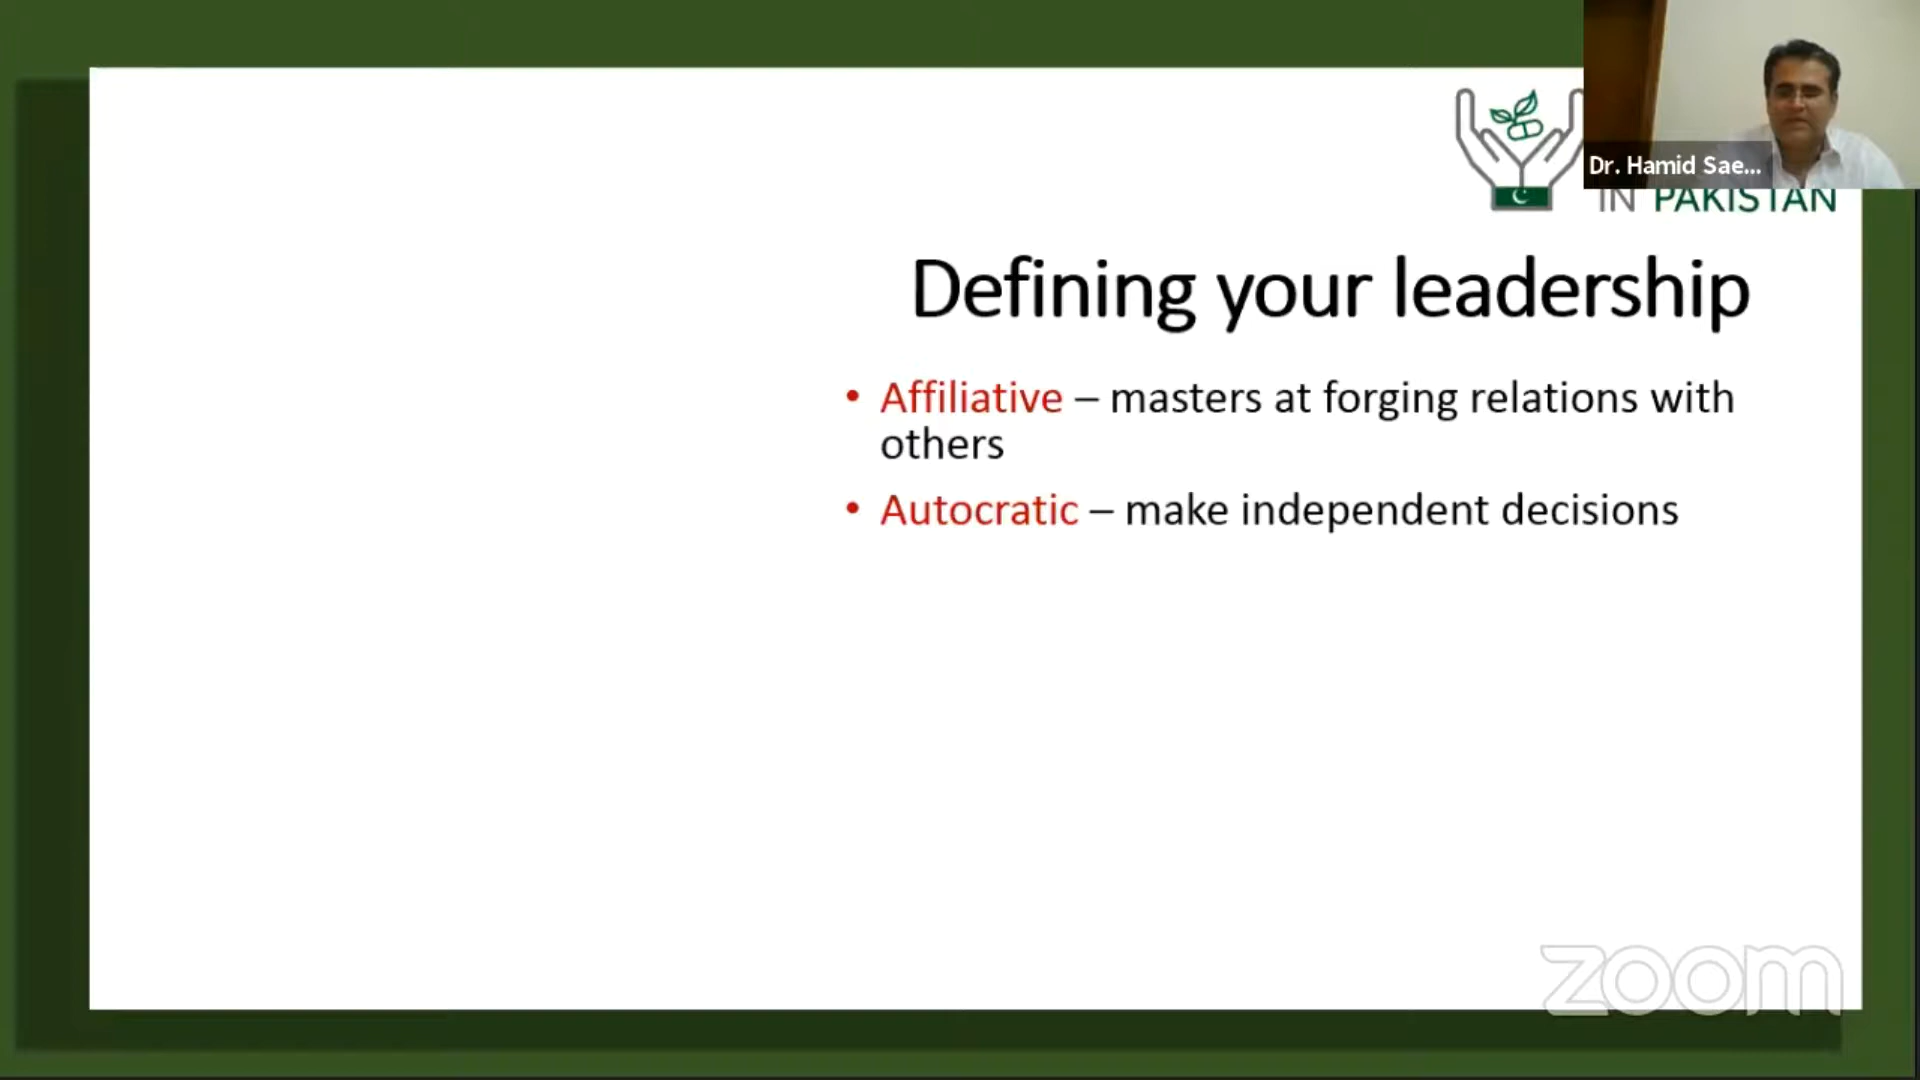 Dr. Hamid Sae...
IN PAKISTAN
Defining your leadership
• Affiliative – masters at forging relations with
others
• Autocratic – make independent decisions
zoom